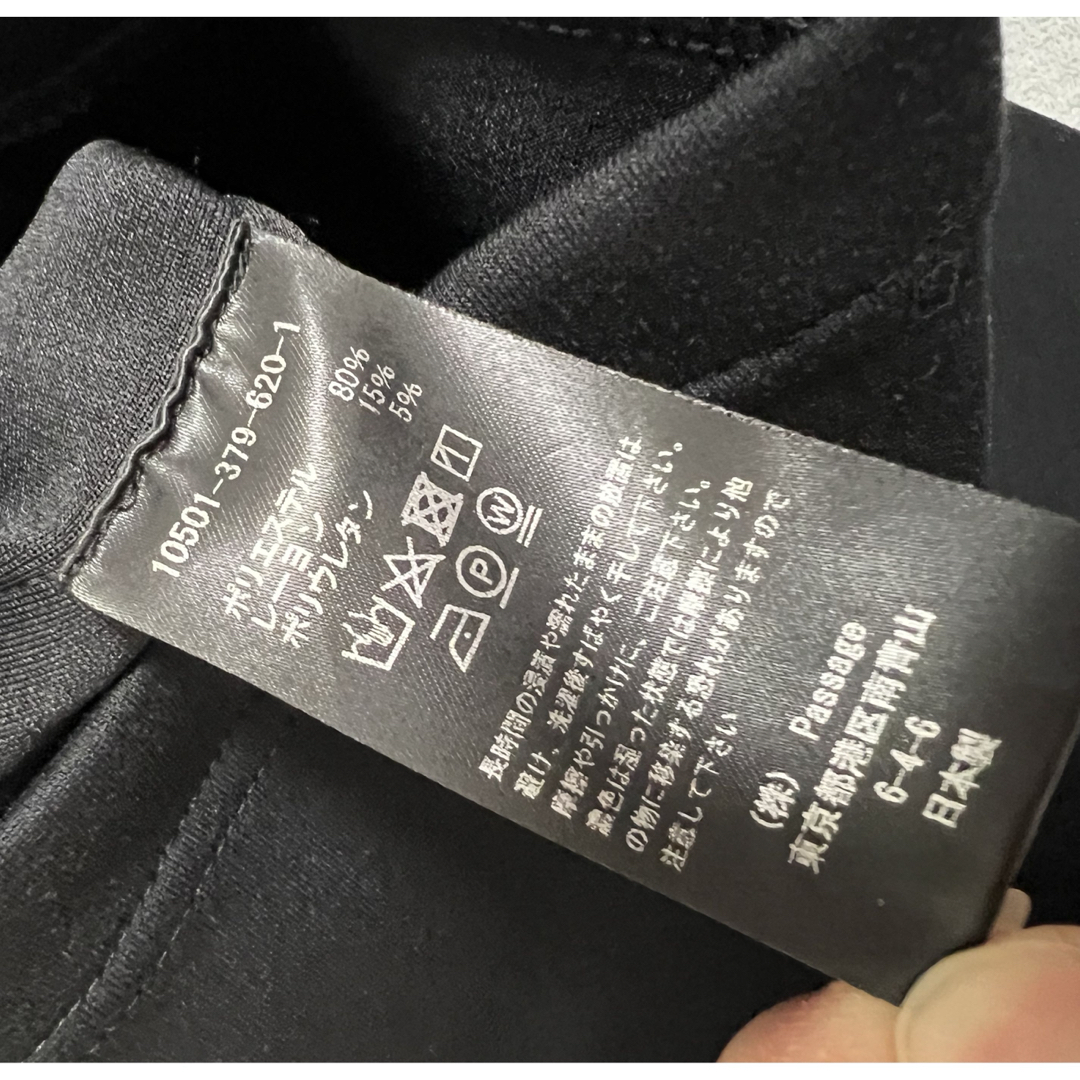 10501-379-620-1
ポリエステル 80%
レーヨン 15%
ポリウレタン 5%
P W
長時間の浸漬や濡れたままの放置は
避け、洗濯後すばやく干して下さい。
摩擦や引っかけに、ご注意下さい。
濃色は湿った状態では摩擦により他
の物に移染する恐れがありますので
注意して下さい
(株) Passage
東京都港区南青山
6-4-6
日本製